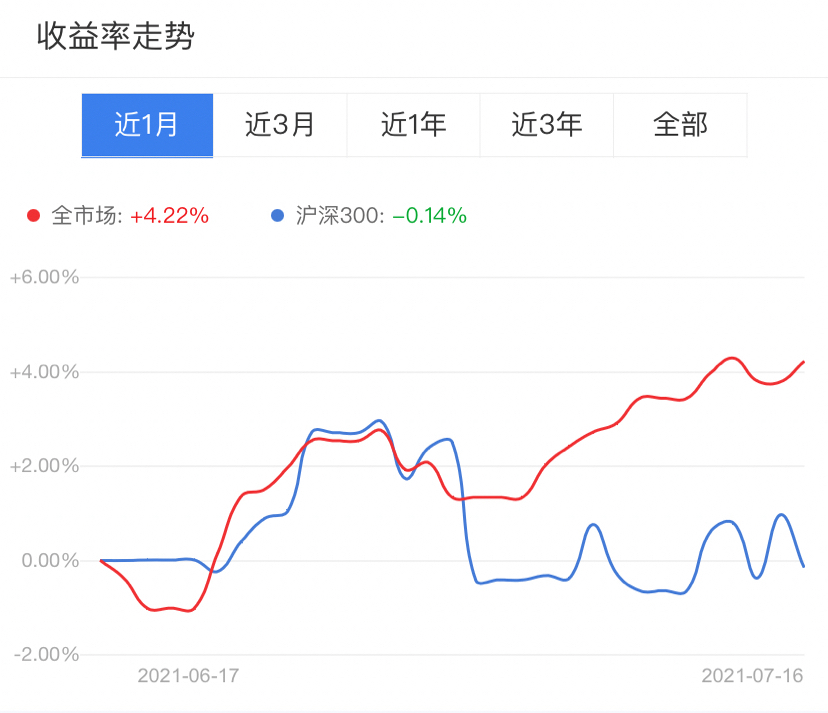 收益率走势
近1月 近3月 近1年 近3年 全部
全市场: +4.22% 沪深300: −0.14%
+6.00%
+4.00%
+2.00%
0.00%
-2.00%
2021-06-17 2021-07-16